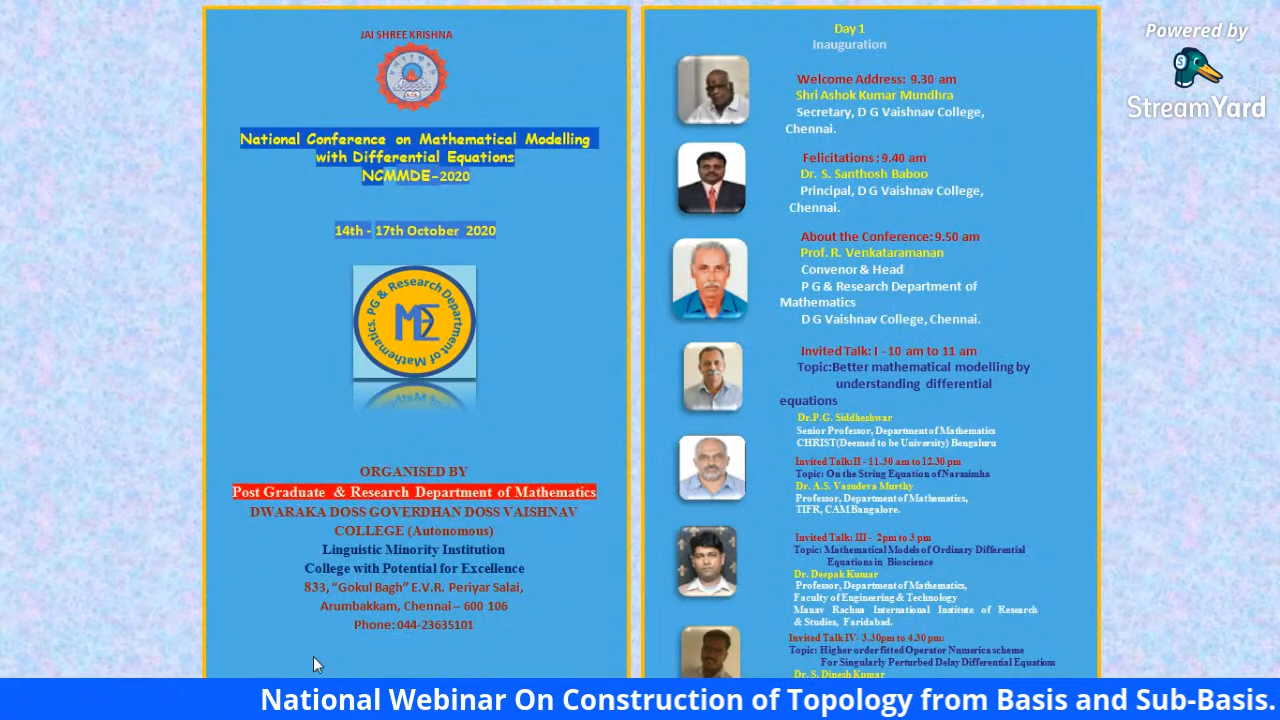 JAI SHREE KRISHNA
National Conference on Mathematical Modelling
with Differential Equations
NCMMDE-2020
14th - 17th October 2020
PG & Research Department of Mathematics.
ORGANISED BY
Post Graduate & Research Department of Mathematics
DWARAKA DOSS GOVERDHAN DOSS VAISHNAV
COLLEGE (Autonomous)
Linguistic Minority Institution
College with Potential for Excellence
833, “Gokul Bagh” E.V.R. Periyar Salai,
Arumbakkam, Chennai – 600 106
Phone: 044-23635101
Day 1
Inauguration
Welcome Address: 9.30 am
Shri Ashok Kumar Mundhra
Secretary, D G Vaishnav College,
Chennai.
Felicitations : 9.40 am
Dr. S. Santhosh Baboo
Principal, D G Vaishnav College,
Chennai.
About the Conference: 9.50 am
Prof. R. Venkataramanan
Convenor & Head
P G & Research Department of
Mathematics
D G Vaishnav College, Chennai.
Invited Talk: I - 10 am to 11 am
Topic:Better mathematical modelling by
understanding differential
equations
Dr.P.G. Siddheshwar
Senior Professor, Department of Mathematics
CHRIST(Deemed to be University) Bengaluru
Invited Talk:II - 11.30 am to 12.30 pm
Topic: On the String Equation of Narasimha
Dr. A.S. Vasudeva Murthy
Professor, Department of Mathematics,
TIFR, CAM Bangalore.
Invited Talk: III - 2pm to 3 pm
Topic: Mathematical Models of Ordinary Differential
Equations in Bioscience
Dr. Deepak Kumar
Professor, Department of Mathematics,
Faculty of Engineering & Technology
Manav Rachna International Institute of Research
& Studies, Faridabad.
Invited Talk IV- 3.30pm to 4.30 pm:
Topic: Higher order fitted Operator Numerica scheme
For Singularly Perturbed Delay Differential Equations
Dr. S. Dinesh Kumar
Powered by
StreamYard
National Webinar On Construction of Topology from Basis and Sub-Basis.